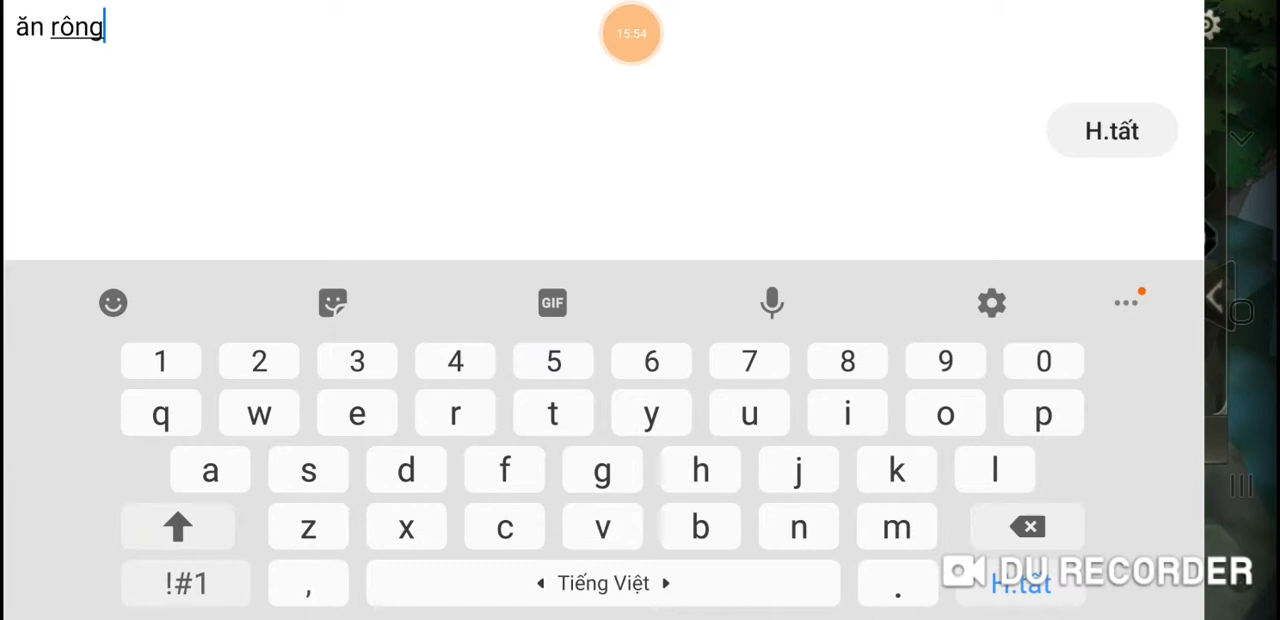 ăn rông
15:54
H.tất
GIF
1 2 3 4 5 6 7 8 9 0
q w e r t y u i o p
a s d f g h j k l
z x c v b n m
!#1 , Tiếng Việt . H.tất
DU RECORDER